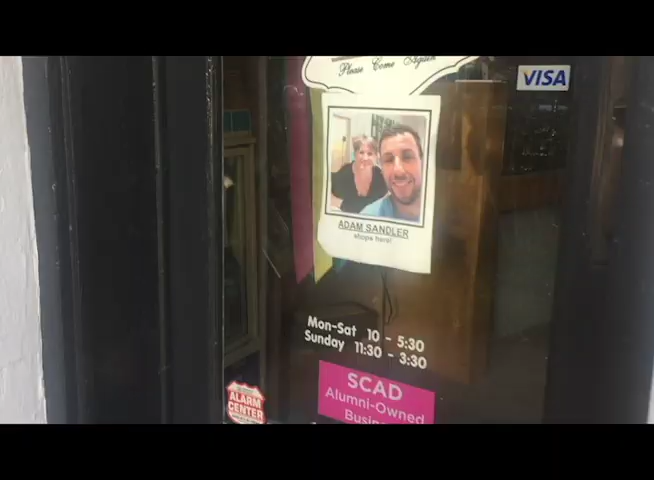 Please Come Again
VISA
ADAM SANDLER
shops here!
Mon-Sat 10 - 5:30
Sunday 11:30 - 3:30
SCAD
Alumni-Owned
ALARM
CENTER